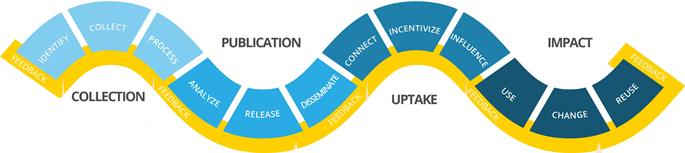 IDENTIFY
COLLECT
PROCESS
FEEDBACK
COLLECTION
PUBLICATION
ANALYZE
RELEASE
DISSEMINATE
FEEDBACK
FEEDBACK
CONNECT
INCENTIVIZE
INFLUENCE
UPTAKE
FEEDBACK
IMPACT
USE
CHANGE
REUSE
FEEDBACK